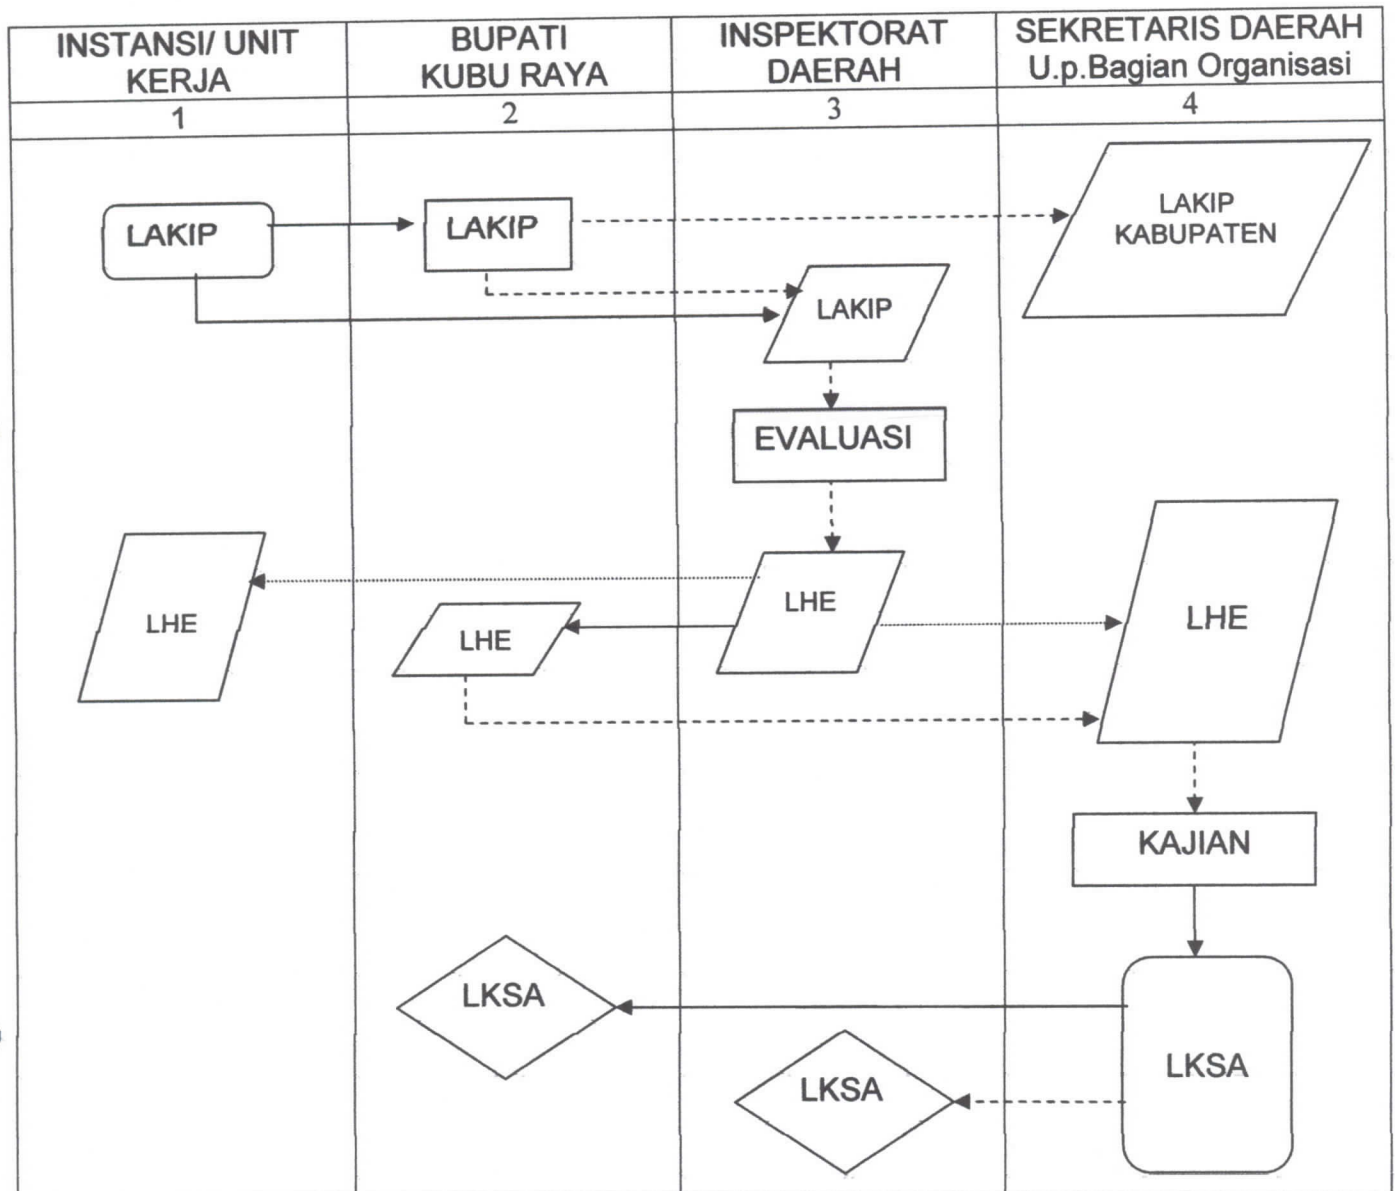 INSTANSI/ UNIT
KERJA
BUPATI
KUBU RAYA
INSPEKTORAT
DAERAH
SEKRETARIS DAERAH
U.p.Bagian Organisasi
1
2
3
4
LAKIP
LAKIP
LAKIP
KABUPATEN
LAKIP
EVALUASI
LHE
LHE
LHE
LHE
KAJIAN
LKSA
LKSA
LKSA